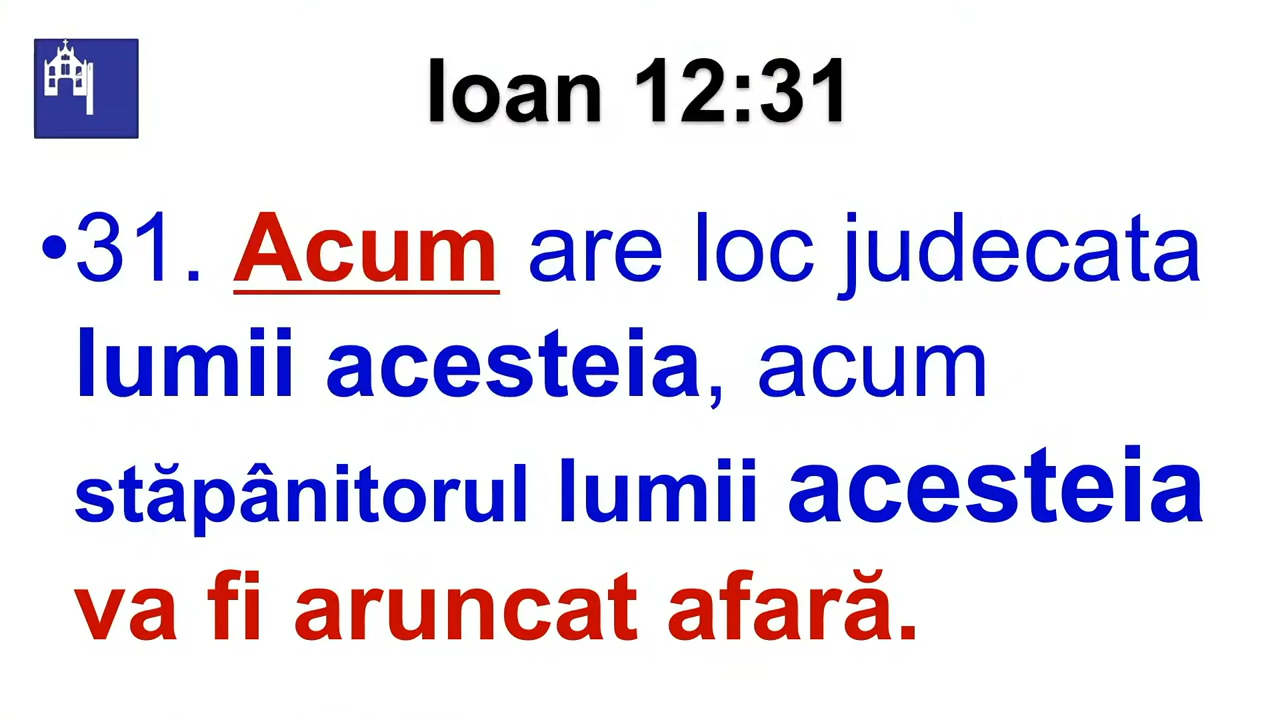 Ioan 12:31
•31. Acum are loc judecata
lumii acesteia, acum
stăpânitorul lumii acesteia
va fi aruncat afară.